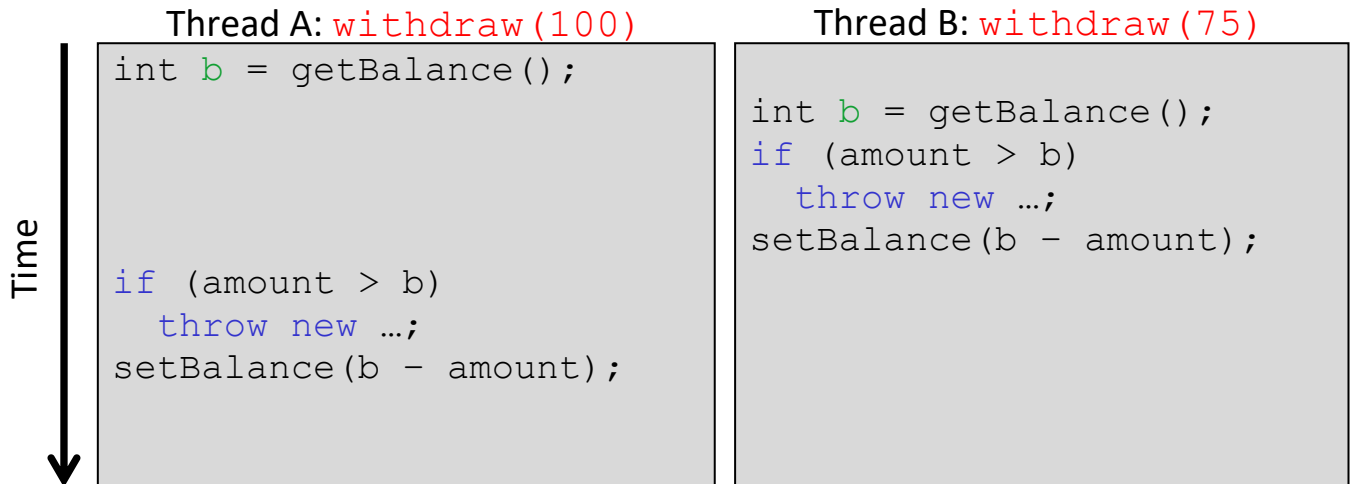 Thread A: withdraw(100)
int b = getBalance();
if (amount > b)
throw new …;
setBalance(b – amount);
Thread B: withdraw(75)
int b = getBalance();
if (amount > b)
throw new …;
setBalance(b – amount);
Time